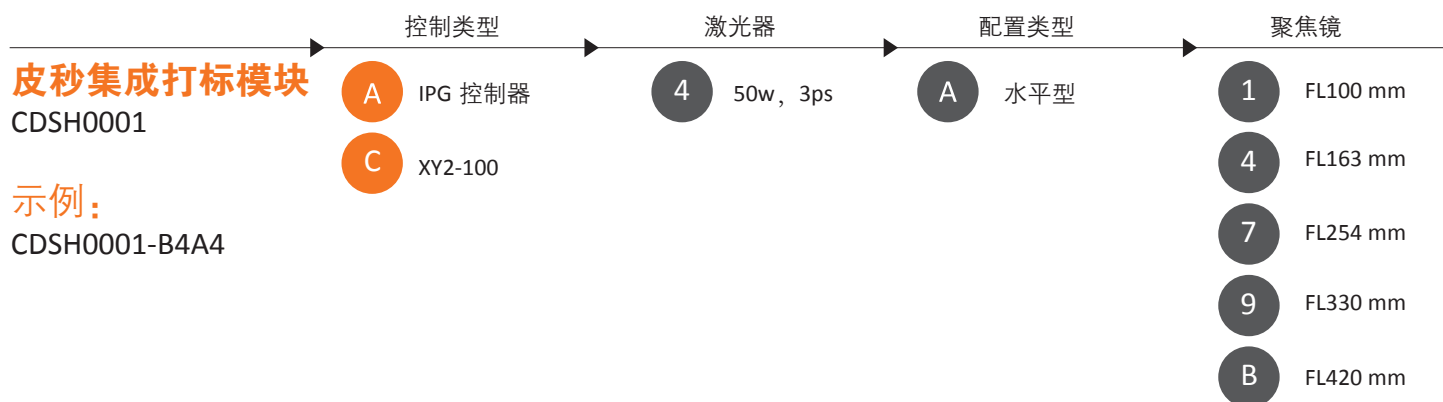 控制类型
激光器
配置类型
聚焦镜
皮秒集成打标模块
CDSH0001
示例：
CDSH0001-B4A4
A IPG 控制器
C XY2-100
4 50w，3ps
A 水平型
1 FL100 mm
4 FL163 mm
7 FL254 mm
9 FL330 mm
B FL420 mm